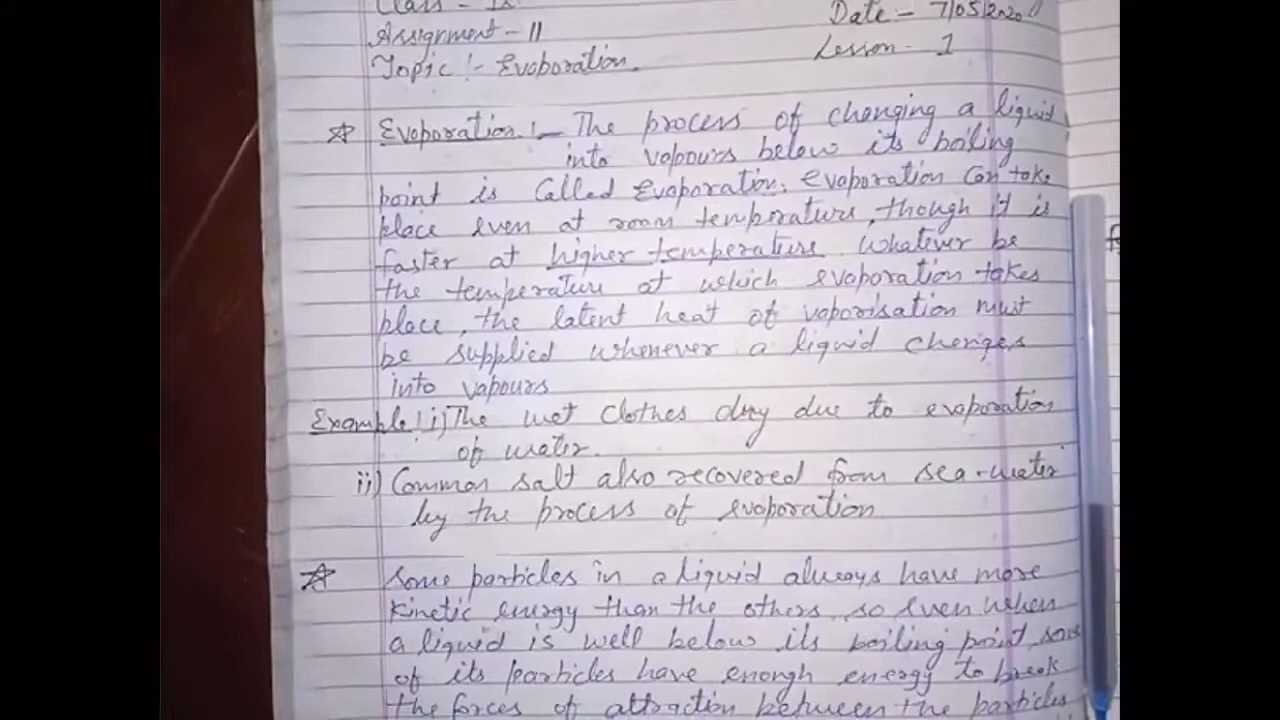 Class - IX
Date :- 7/05/2020
Assignment - II
Lesson - 1
Topic :- Evaporation.
☆ Evaporation :- The process of changing a liquid
into vapours below its boiling
point is called Evaporation. evaporation can take
place even at room temperature, though it is
faster at higher temperature. Whatever be
the temperature at which evaporation takes
place, the latent heat of vaporisation must
be supplied whenever a liquid changes
into vapours
Example : i) The wet clothes dry due to evaporation
of water.
ii) Common salt also recovered from sea-water
by the process of evaporation
☆ Some particles in a liquid always have more
Kinetic energy than the others, so even when
a liquid is well below its boiling point, some
of its particles have enough energy to break
the forces of attraction between the particles